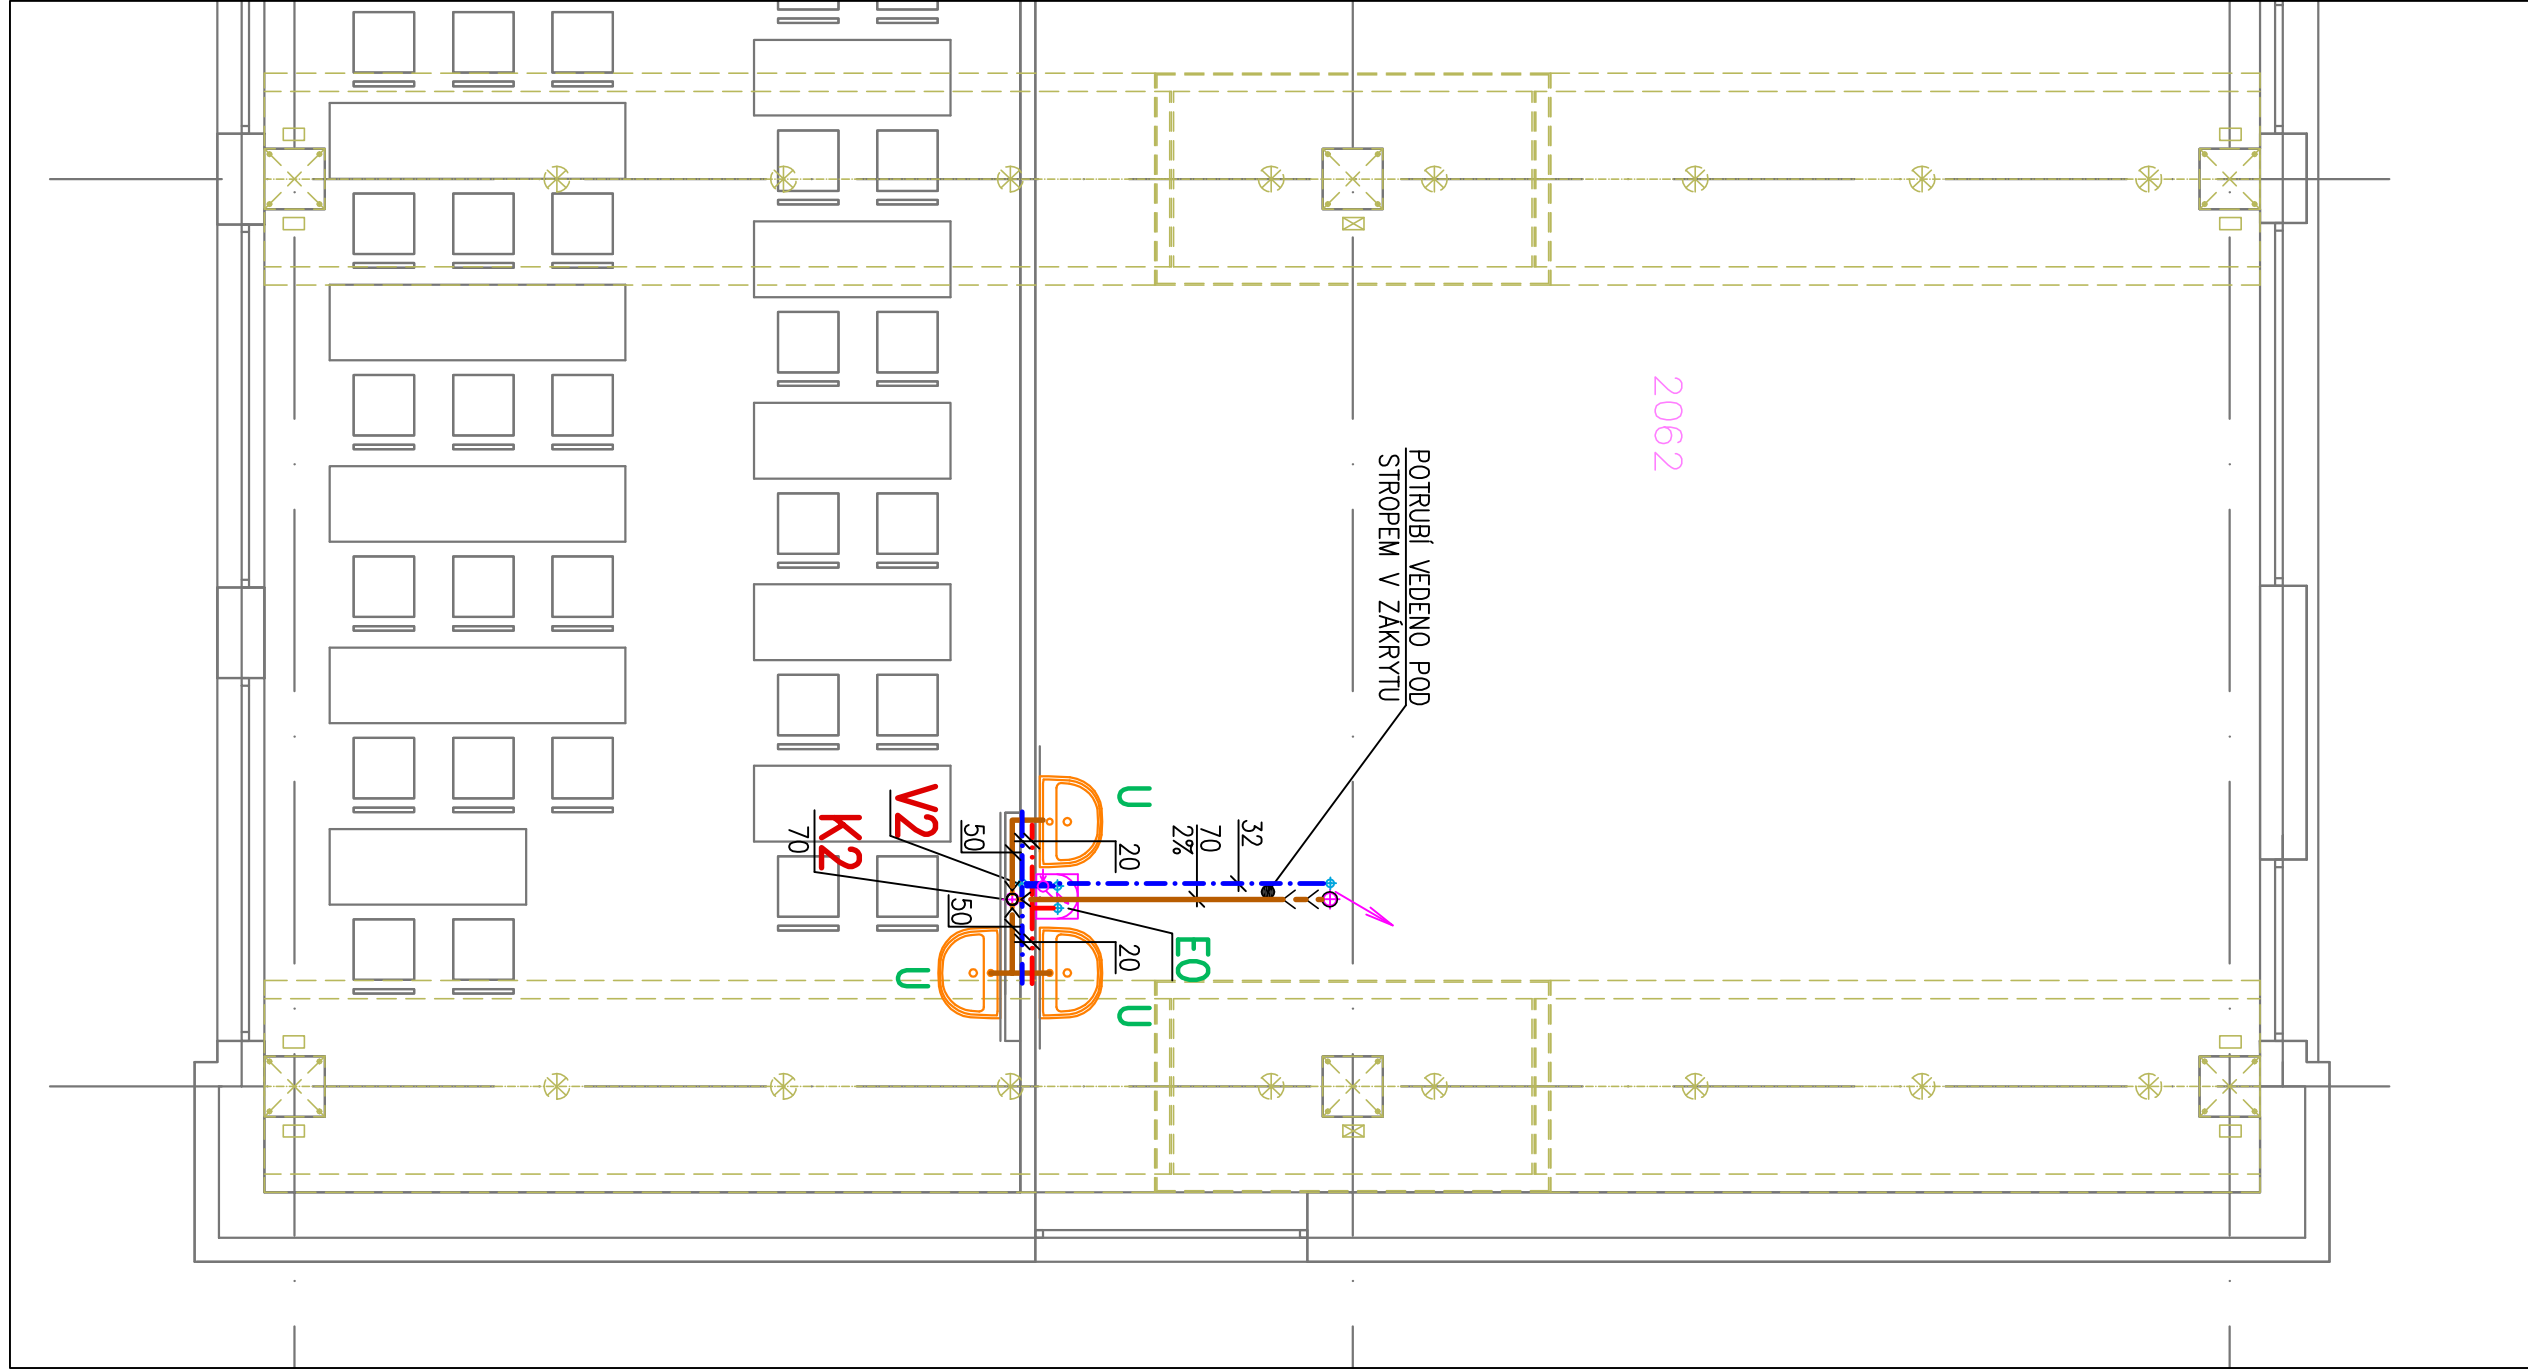 2062
POTRUBÍ VEDENO POD
STROPEM V ZÁKRYTU
U
V2
K2
70
50
20
70
2%
32
50
20
EO
U
U